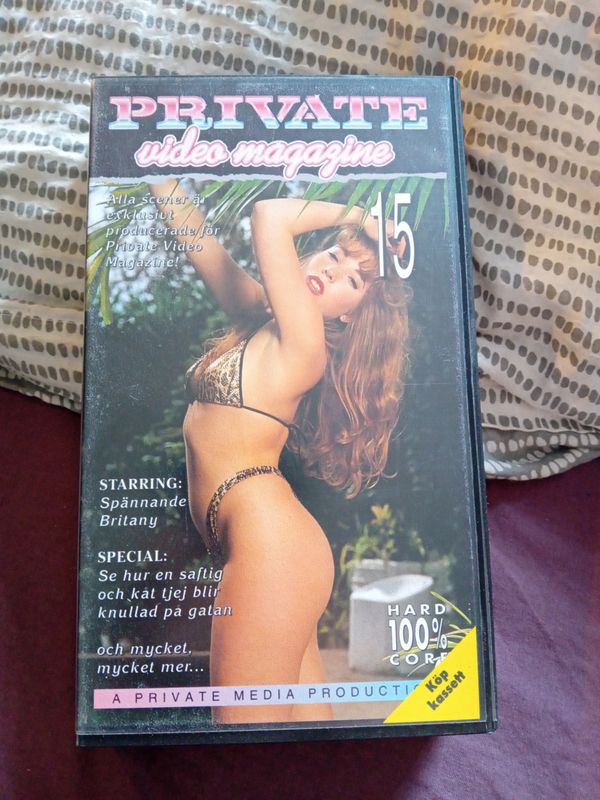 PRIVATE
video magazine
Alla scener är
exklusivt
producerade för
Private Video
Magazine!
15
STARRING:
Spännande
Britany
SPECIAL:
Se hur en saftig
och kåt tjej blir
knullad på gatan
och mycket,
mycket mer...
HARD
100%
CORE
Köp
kassett
A PRIVATE MEDIA PRODUCTIO